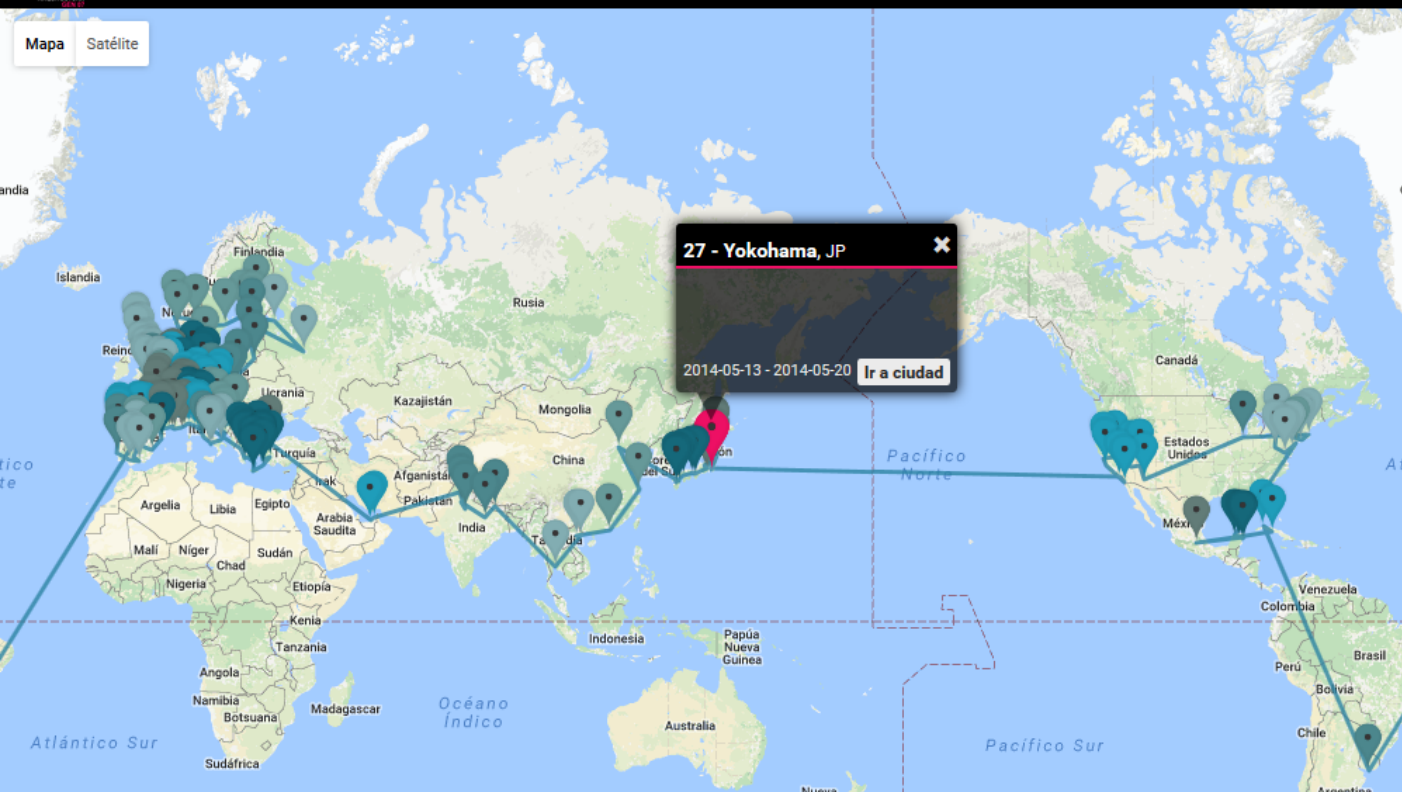 Mapa
Satélite
Finlandia
Islandia
Rusia
Ucrania
Kazajistán
Mongolia
27 - Yokohama, JP
2014-05-13 - 2014-05-20
Ir a ciudad
Canadá
Estados
Unidos
Turquía
China
Afganistán
Irak
Pakistán
Argelia
Libia
Egipto
Arabia
Saudita
India
Pacífico
Norte
Malí
Níger
Sudán
Chad
Nigeria
Etiopía
Kenia
Tanzania
Indonesia
Papúa
Nueva
Guinea
Venezuela
Colombia
Perú
Brasil
Bolivia
Chile
Angola
Namibia
Botsuana
Madagascar
Océano
Índico
Australia
Atlántico Sur
Pacífico Sur
Sudáfrica